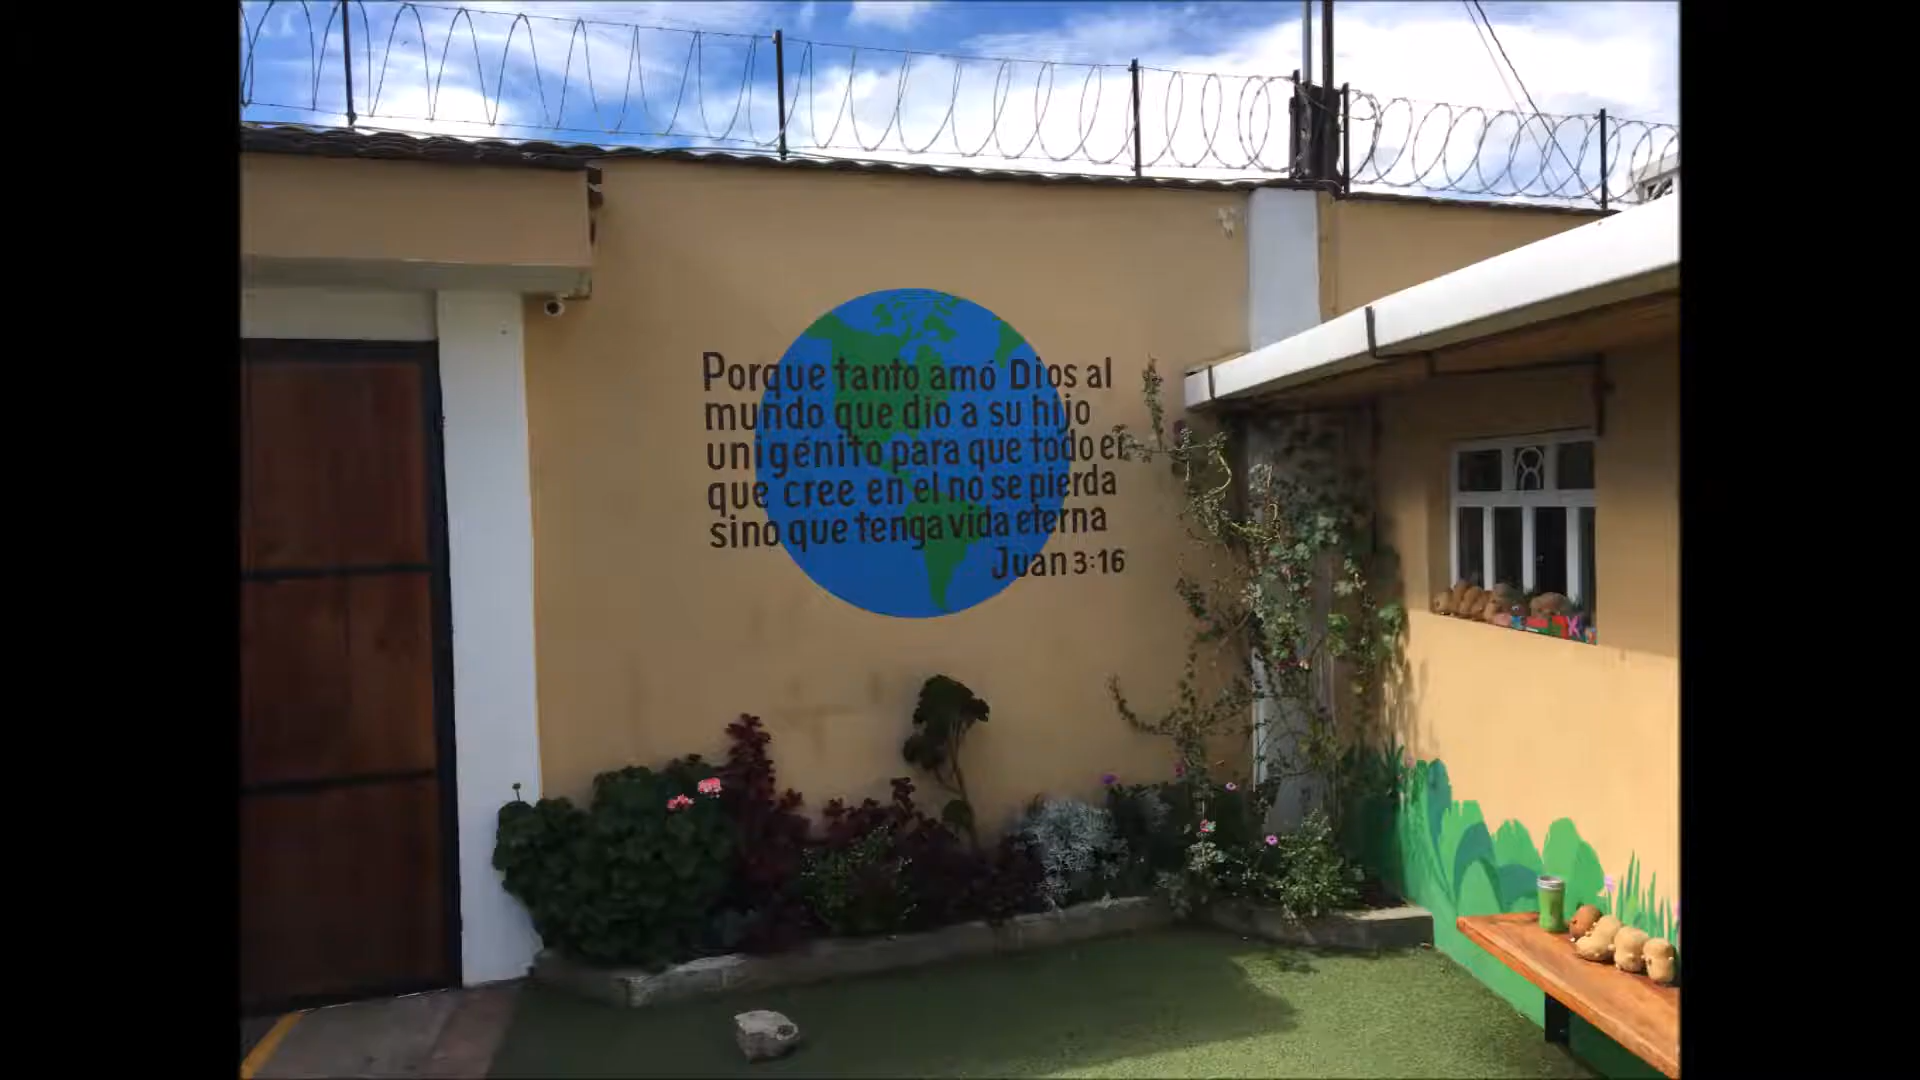 Porque tanto amó Dios al
mundo que dio a su hijo
unigénito para que todo el
que cree en el no se pierda
sino que tenga vida eterna
Juan 3:16